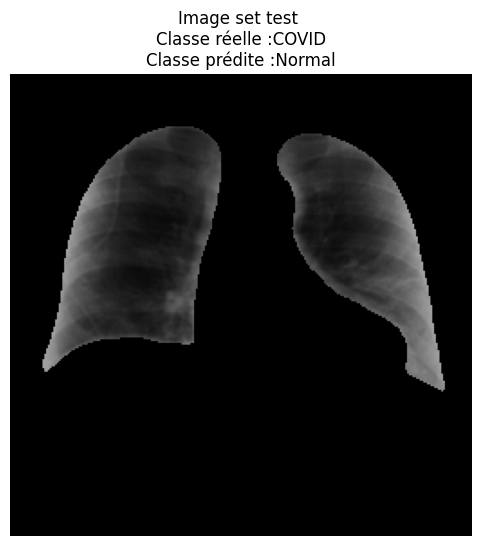 Image set test
Classe réelle :COVID
Classe prédite :Normal